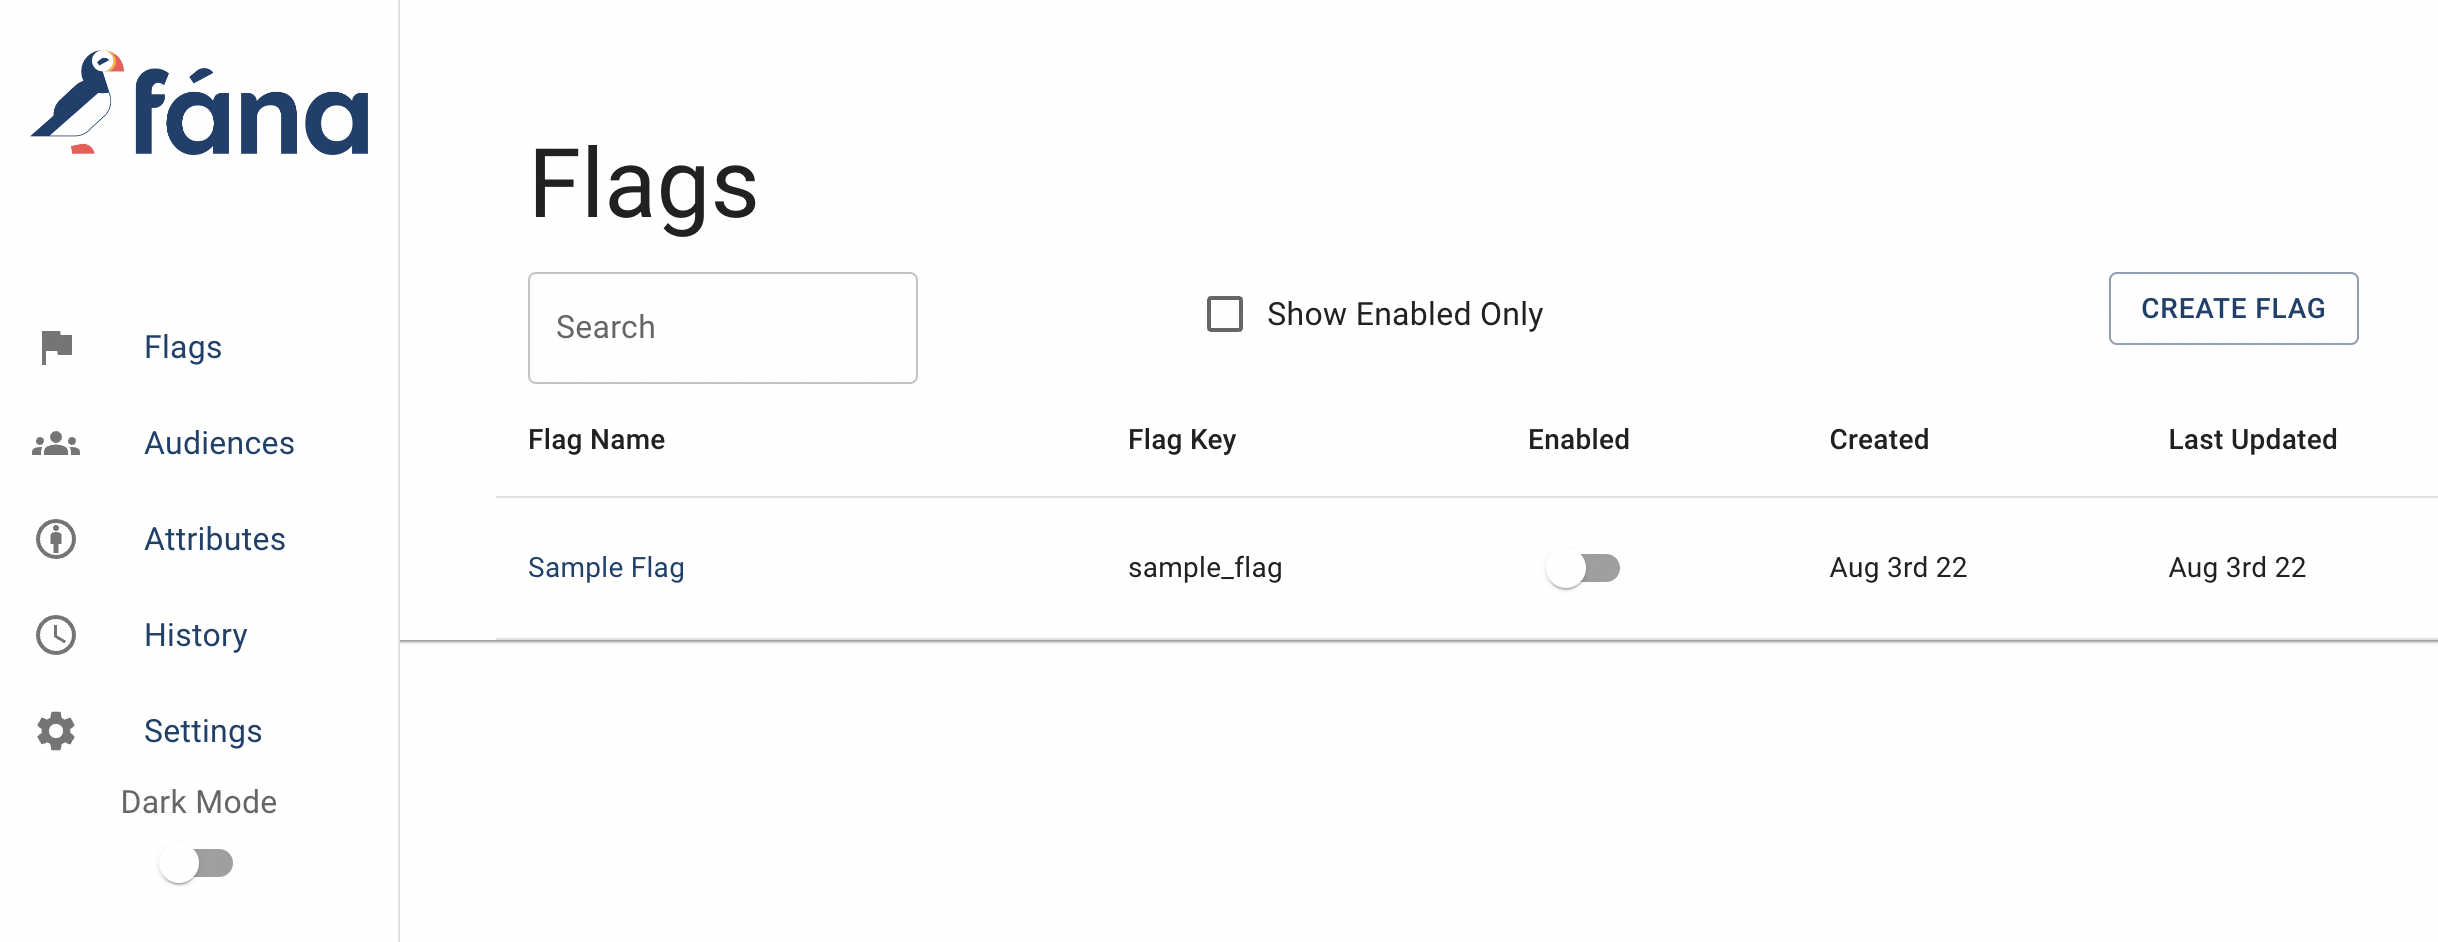 fána
Flags
Audiences
Attributes
History
Settings
Dark Mode
Flags
Search
Show Enabled Only
CREATE FLAG
Flag Name Flag Key Enabled Created Last Updated
Sample Flag sample_flag Aug 3rd 22 Aug 3rd 22